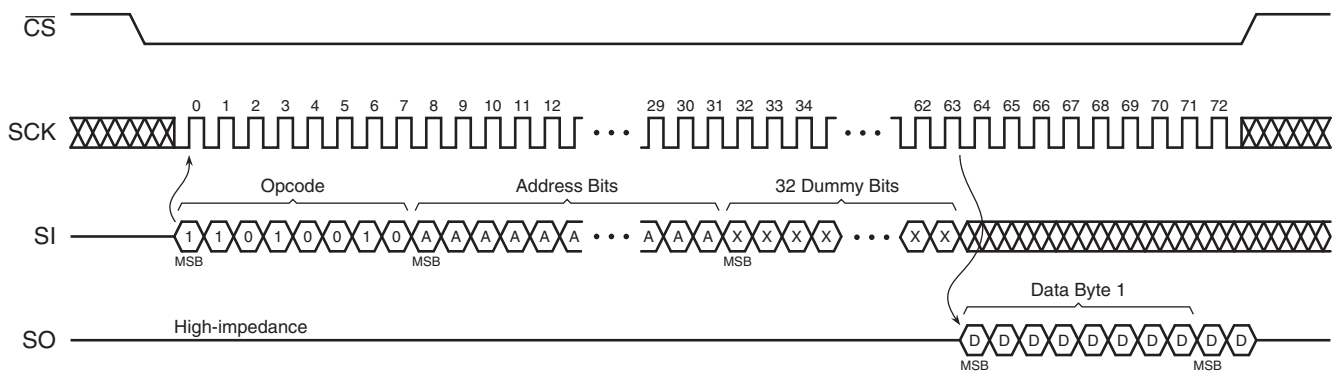 CS
0 1 2 3 4 5 6 7 8 9 10 11 12 29 30 31 32 33 34 62 63 64 65 66 67 68 69 70 71 72
SCK
Opcode Address Bits 32 Dummy Bits
SI 1 1 0 1 0 0 1 0 A A A A A A A A A X X X X X X
MSB MSB MSB
Data Byte 1
High-impedance
SO D D D D D D D D D D
MSB MSB